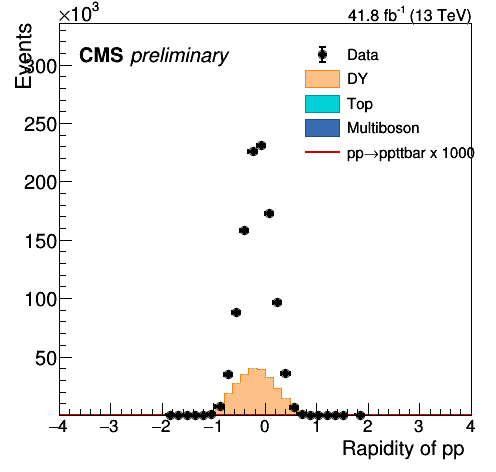 ×10³
41.8 fb⁻¹ (13 TeV)
Events
CMS preliminary
Data
DY
Top
Multiboson
pp→ppttbar x 1000
300
250
200
150
100
50
−4 −3 −2 −1 0 1 2 3 4
Rapidity of pp